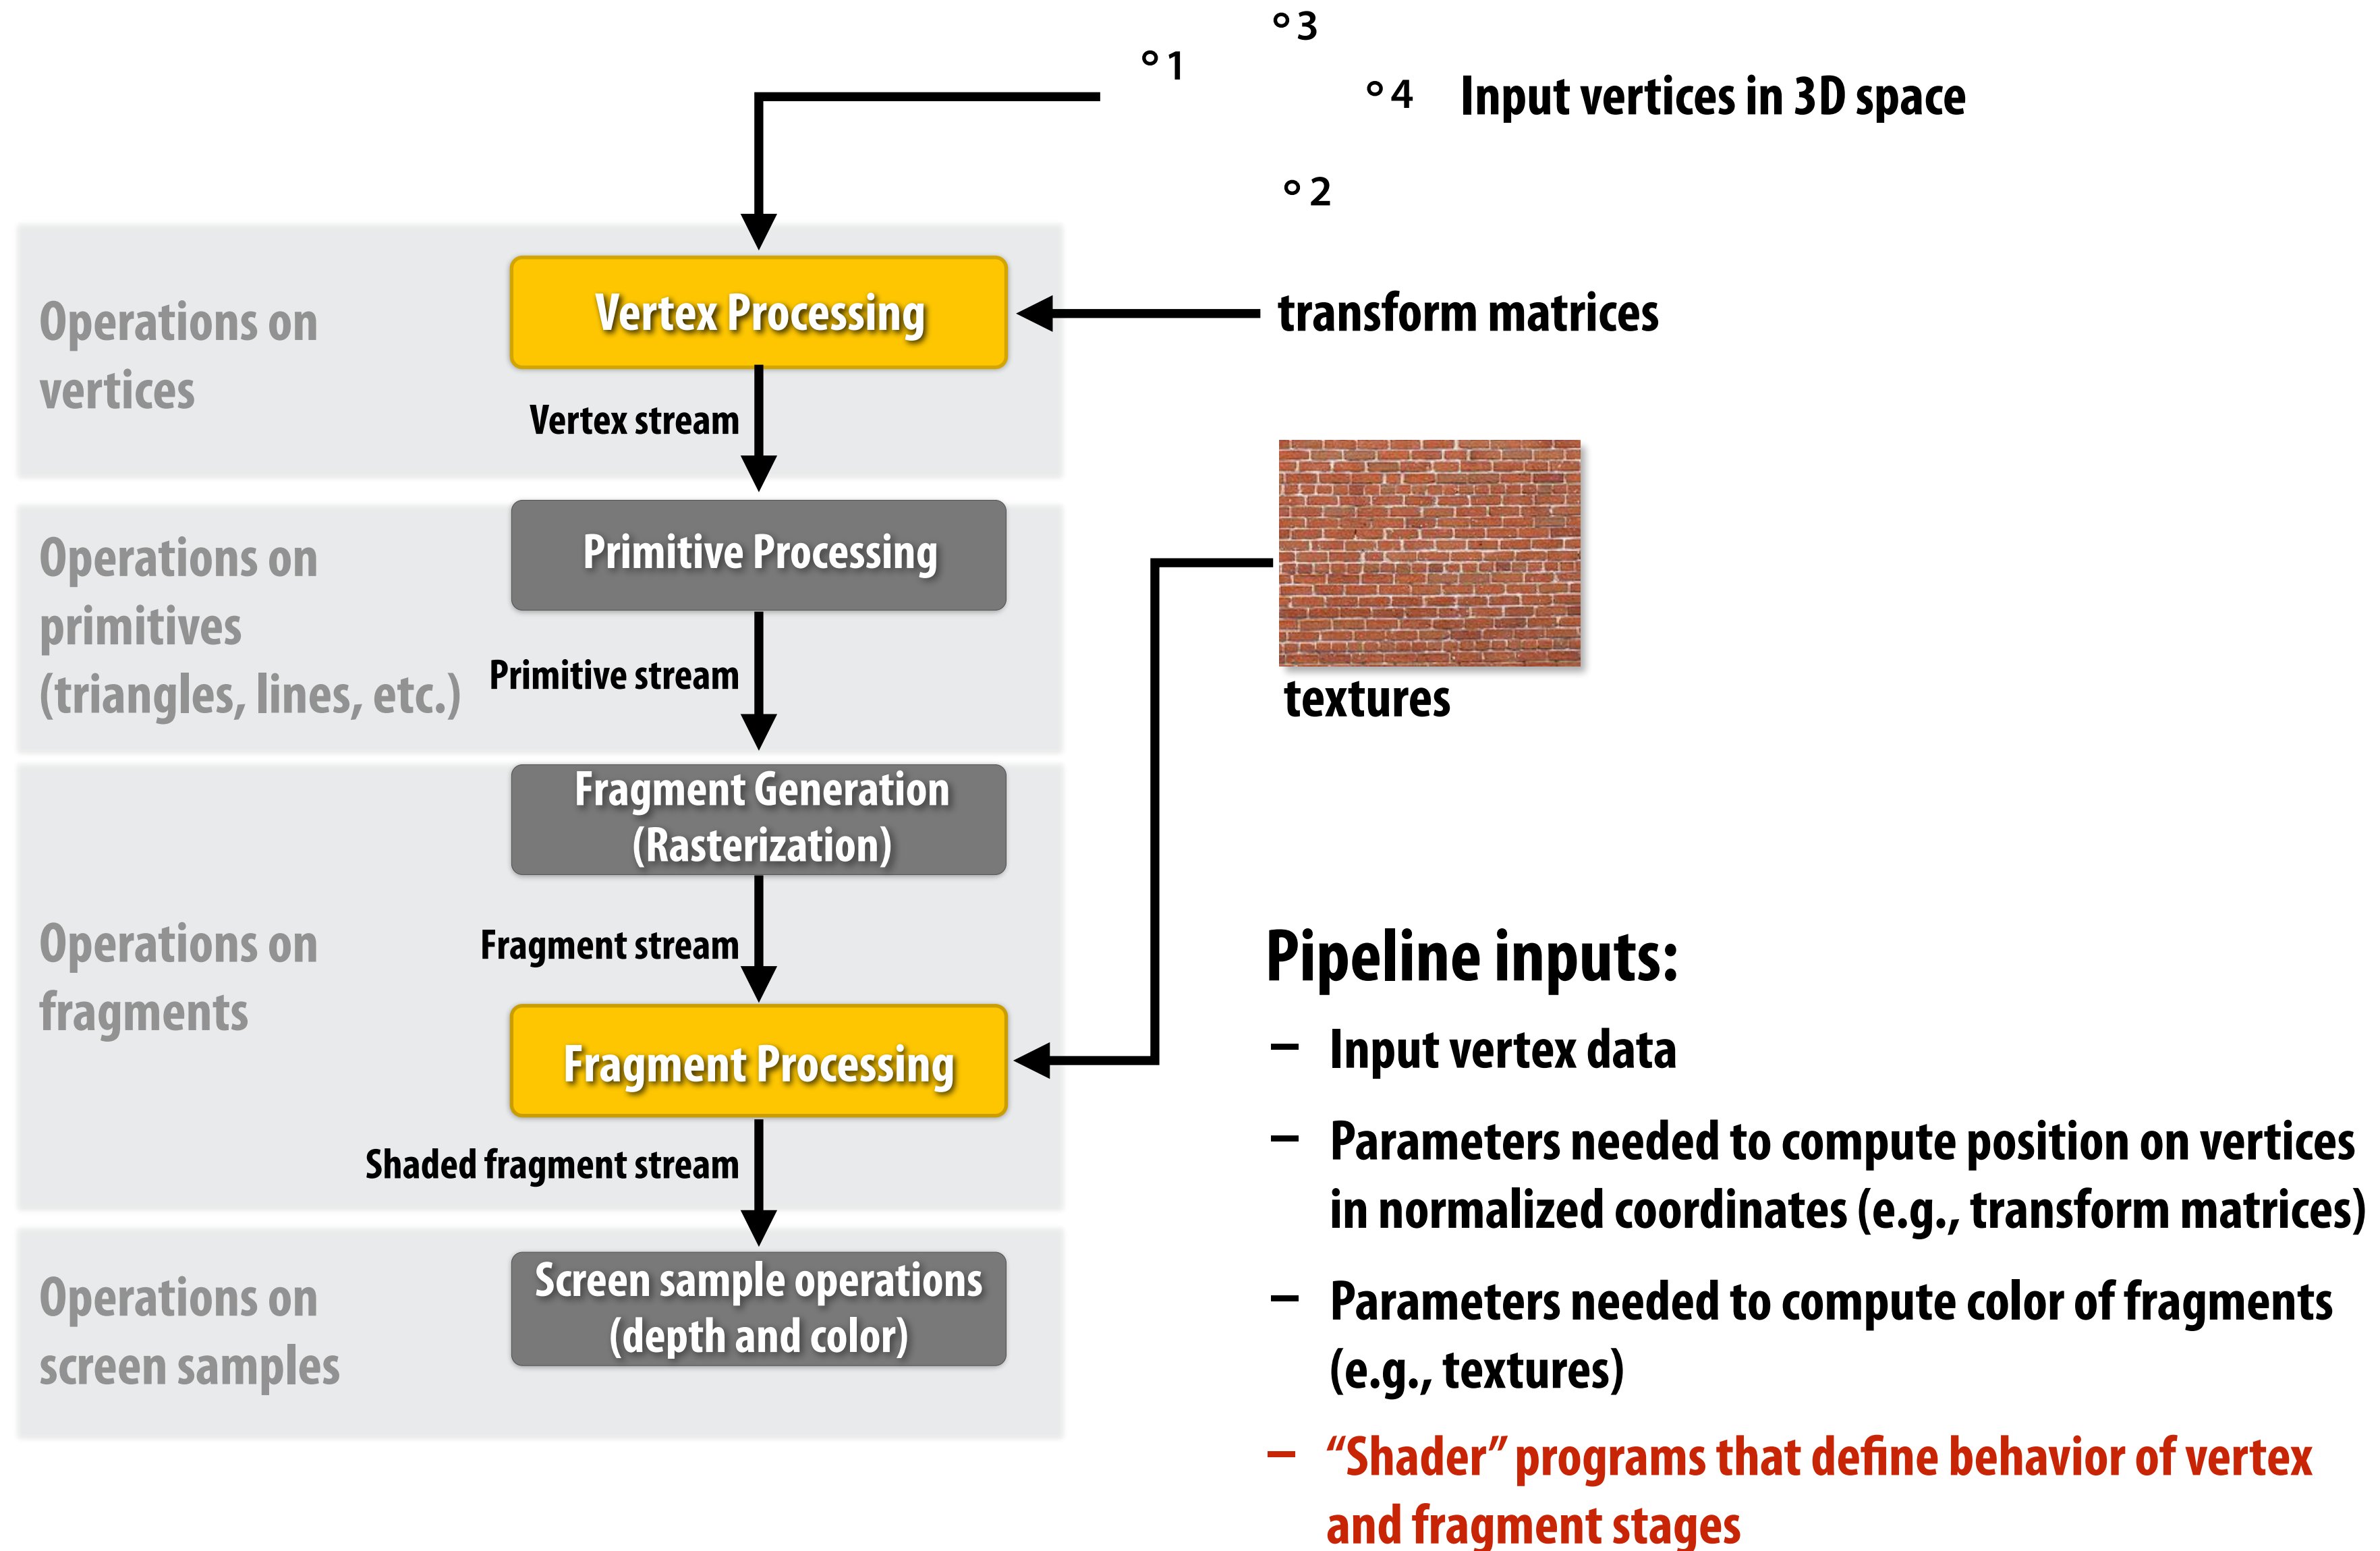 3
1
4
Input vertices in 3D space
2
Operations on
vertices
Vertex Processing
transform matrices
Vertex stream
Operations on
primitives
(triangles, lines, etc.)
Primitive Processing
Primitive stream
textures
Operations on
fragments
Fragment Generation
(Rasterization)
Fragment stream
Fragment Processing
Shaded fragment stream
Operations on
screen samples
Screen sample operations
(depth and color)
Pipeline inputs:
– Input vertex data
– Parameters needed to compute position on vertices
in normalized coordinates (e.g., transform matrices)
– Parameters needed to compute color of fragments
(e.g., textures)
– “Shader” programs that define behavior of vertex
and fragment stages